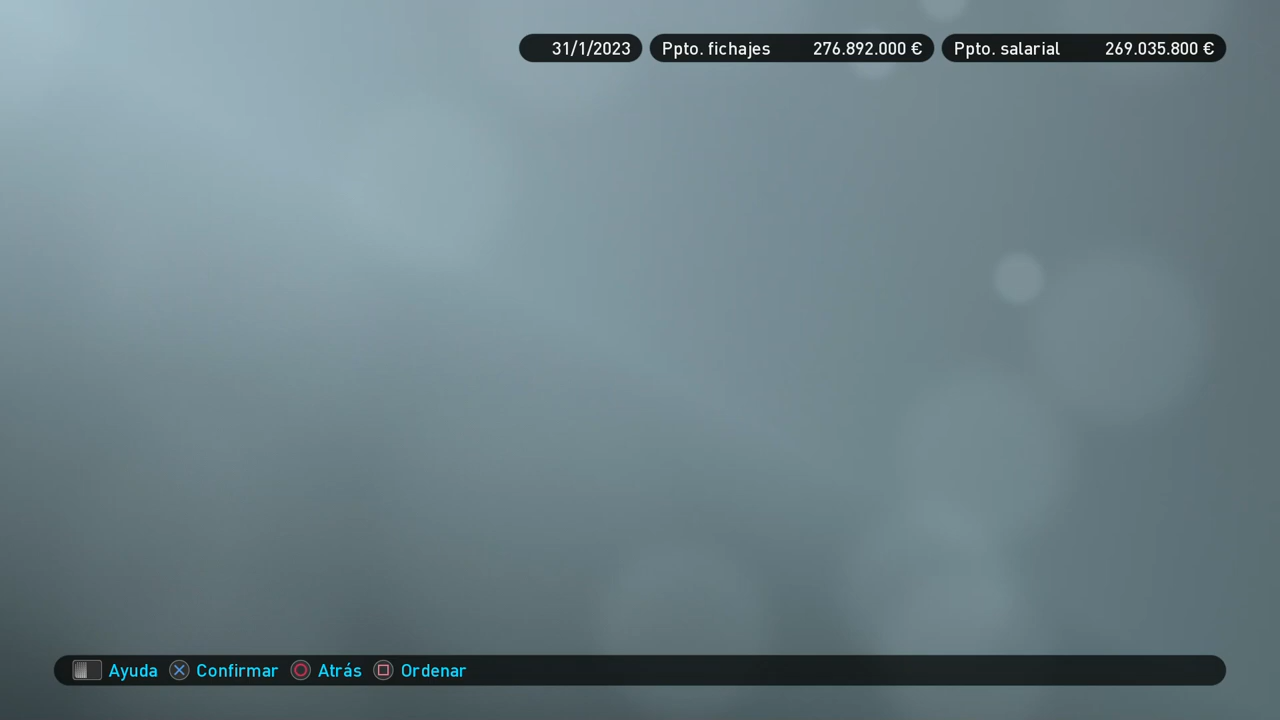 31/1/2023 Ppto. fichajes 276.892.000 € Ppto. salarial 269.035.800 €
Ayuda Confirmar Atrás Ordenar